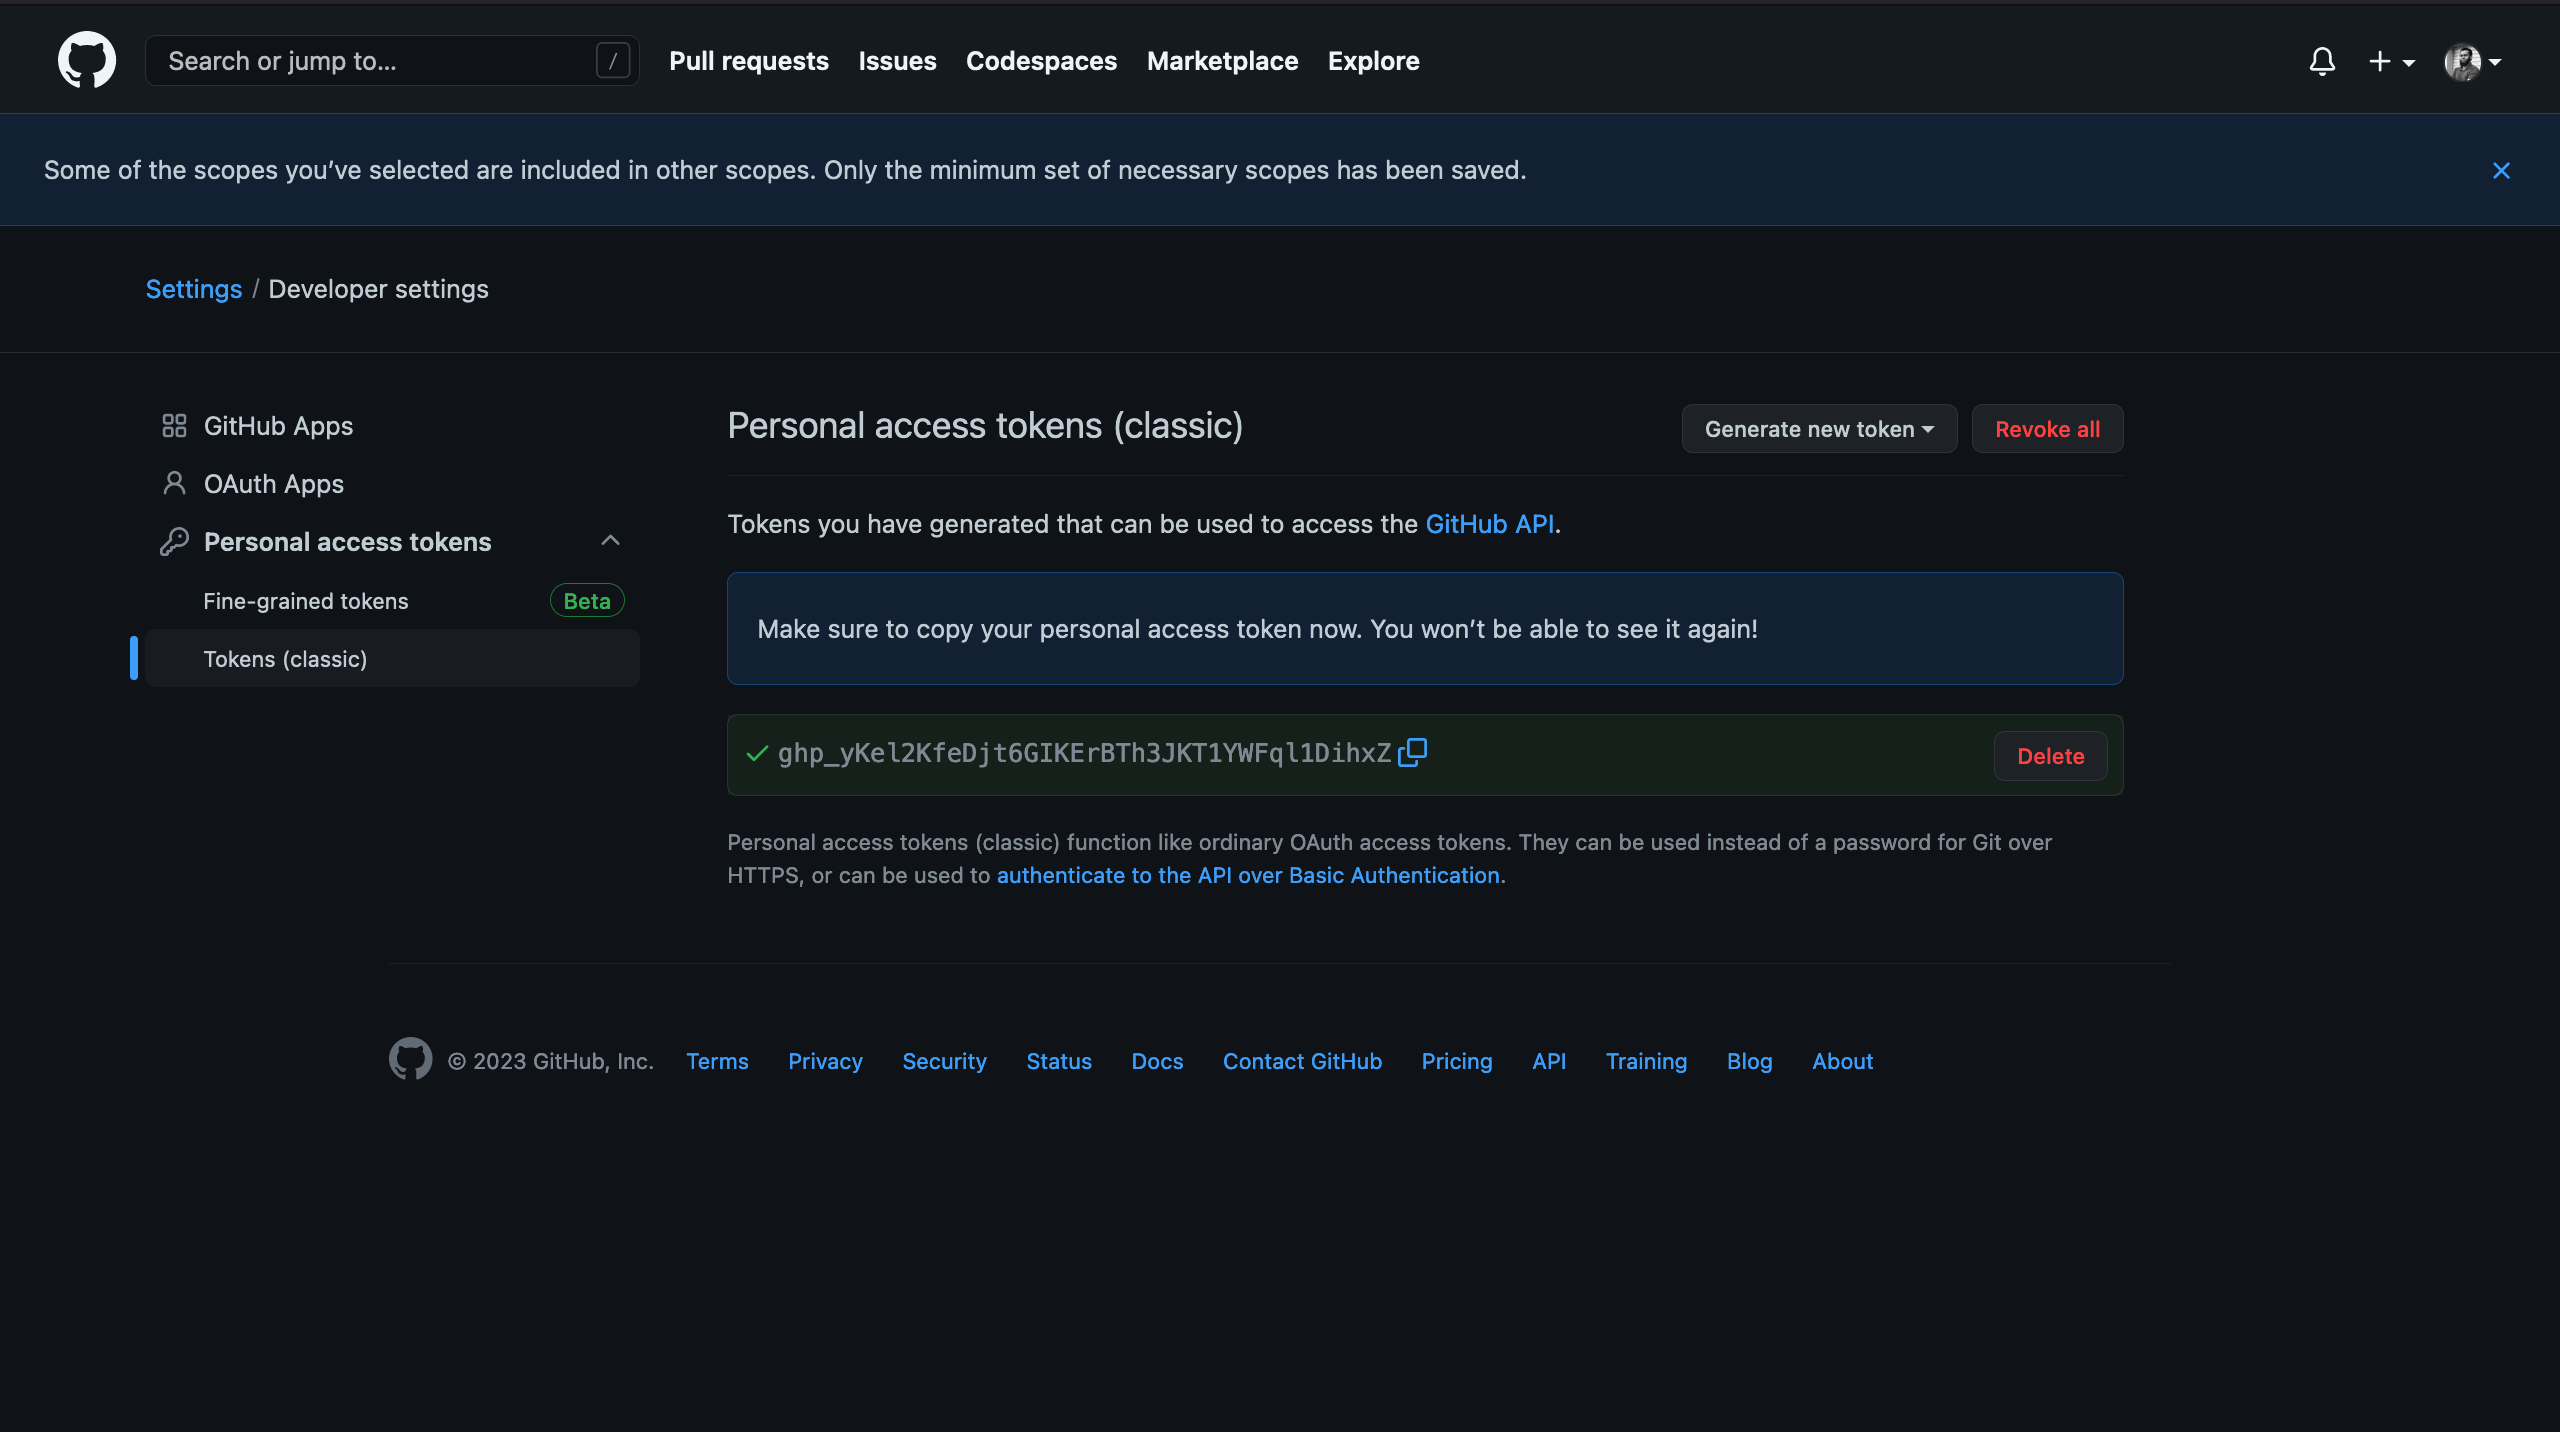 Search or jump to...
/
Pull requests
Issues
Codespaces
Marketplace
Explore
Some of the scopes you’ve selected are included in other scopes. Only the minimum set of necessary scopes has been saved.
Settings / Developer settings
GitHub Apps
OAuth Apps
Personal access tokens
Fine-grained tokens
Beta
Tokens (classic)
Personal access tokens (classic)
Generate new token
Revoke all
Tokens you have generated that can be used to access the GitHub API.
Make sure to copy your personal access token now. You won’t be able to see it again!
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
Delete
Personal access tokens (classic) function like ordinary OAuth access tokens. They can be used instead of a password for Git over
HTTPS, or can be used to authenticate to the API over Basic Authentication.
© 2023 GitHub, Inc.
Terms
Privacy
Security
Status
Docs
Contact GitHub
Pricing
API
Training
Blog
About